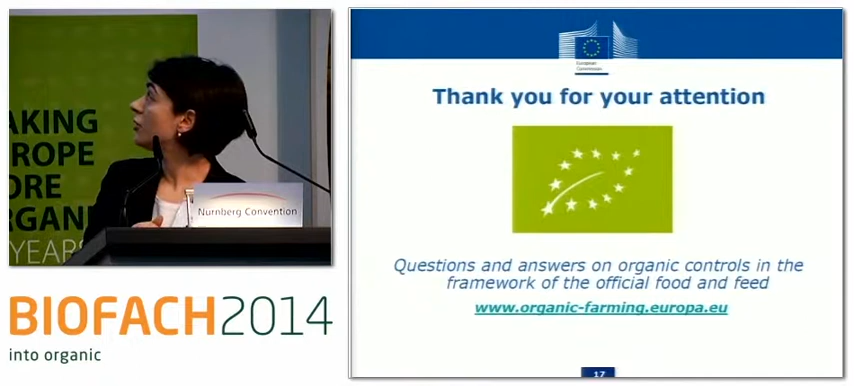 AKING
ROPE
ORE
RGANI
YEARS
Nurnberg Convention
BIOFACH2014
into organic
European
Commission
Thank you for your attention
Questions and answers on organic controls in the
framework of the official food and feed
www.organic-farming.europa.eu
17